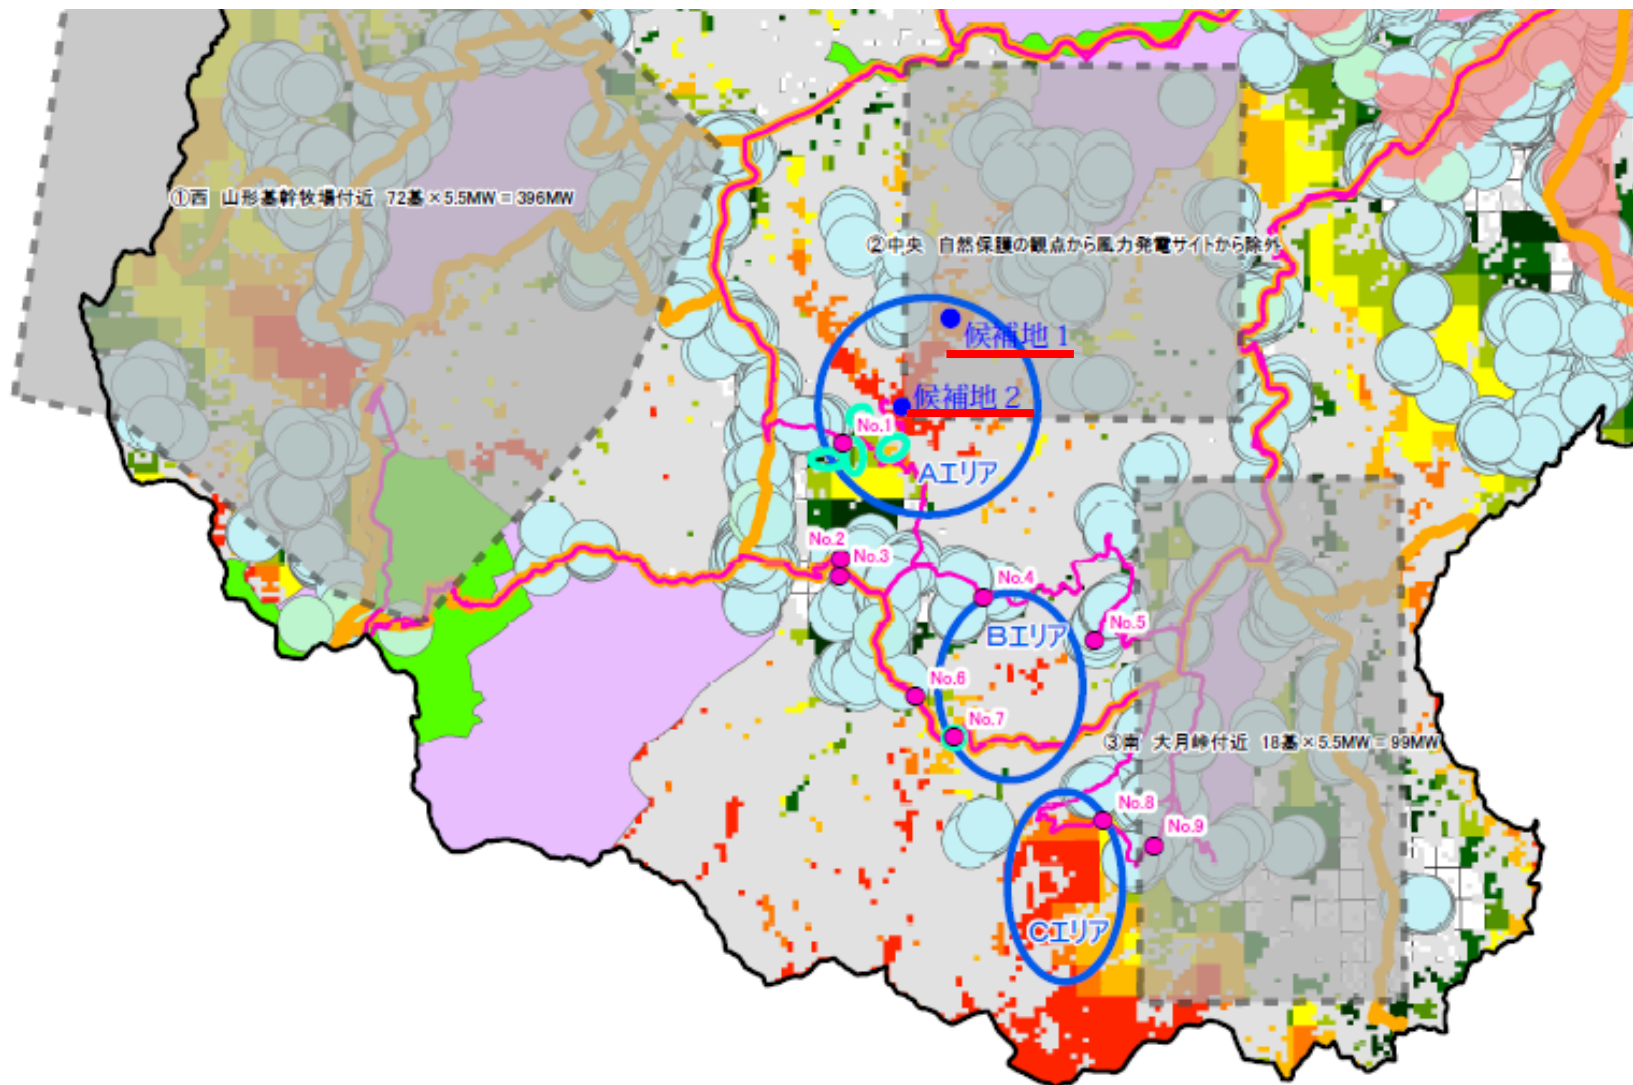 ①西 山形基幹牧場付近 72基×5.5MW=396MW
②中央 自然保護の観点から風力発電サイトから除外
候補地1
候補地2
No.1
Aエリア
No.2
No.3
No.4
Bエリア
No.5
No.6
No.7
③南 大月峠付近 18基×5.5MW=99MW
No.8
No.9
Cエリア